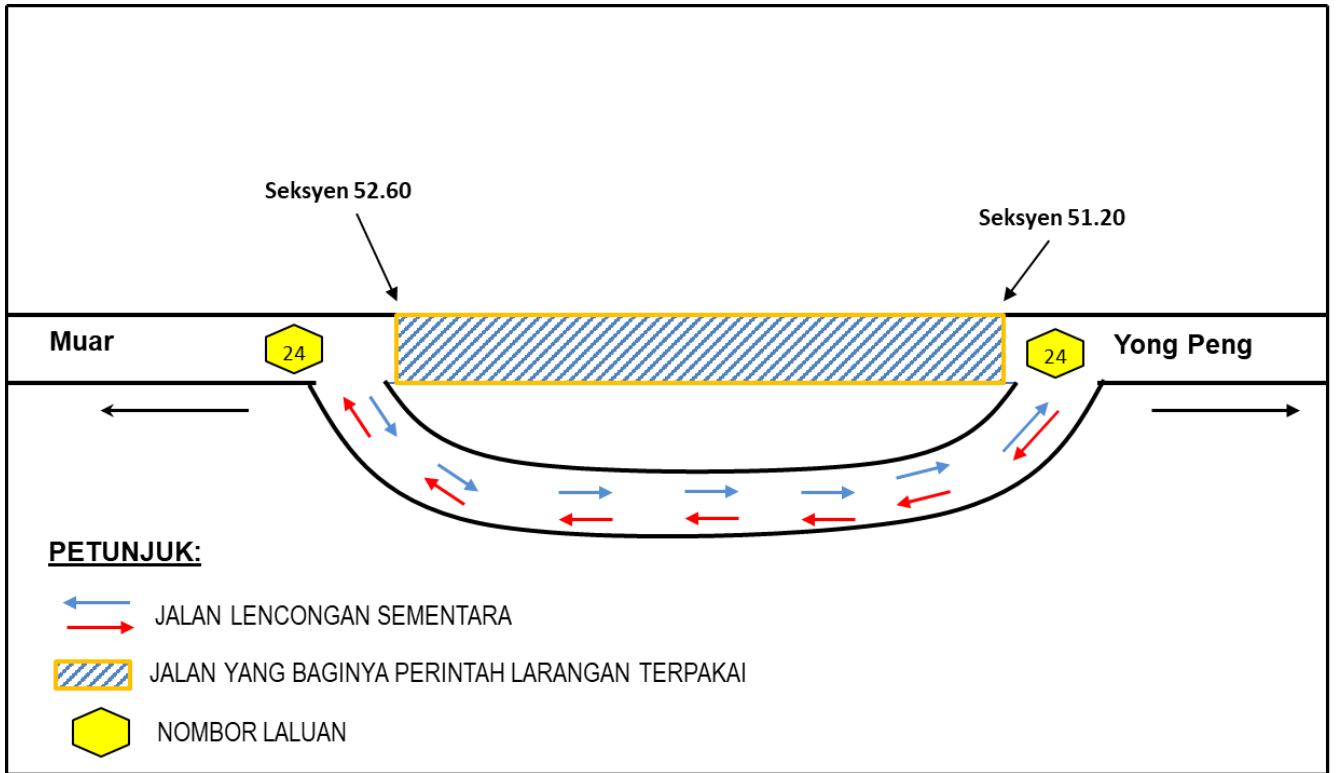 Seksyen 52.60
Seksyen 51.20
Muar
24
24
Yong Peng
PETUNJUK:
JALAN LENCONGAN SEMENTARA
JALAN YANG BAGINYA PERINTAH LARANGAN TERPAKAI
NOMBOR LALUAN